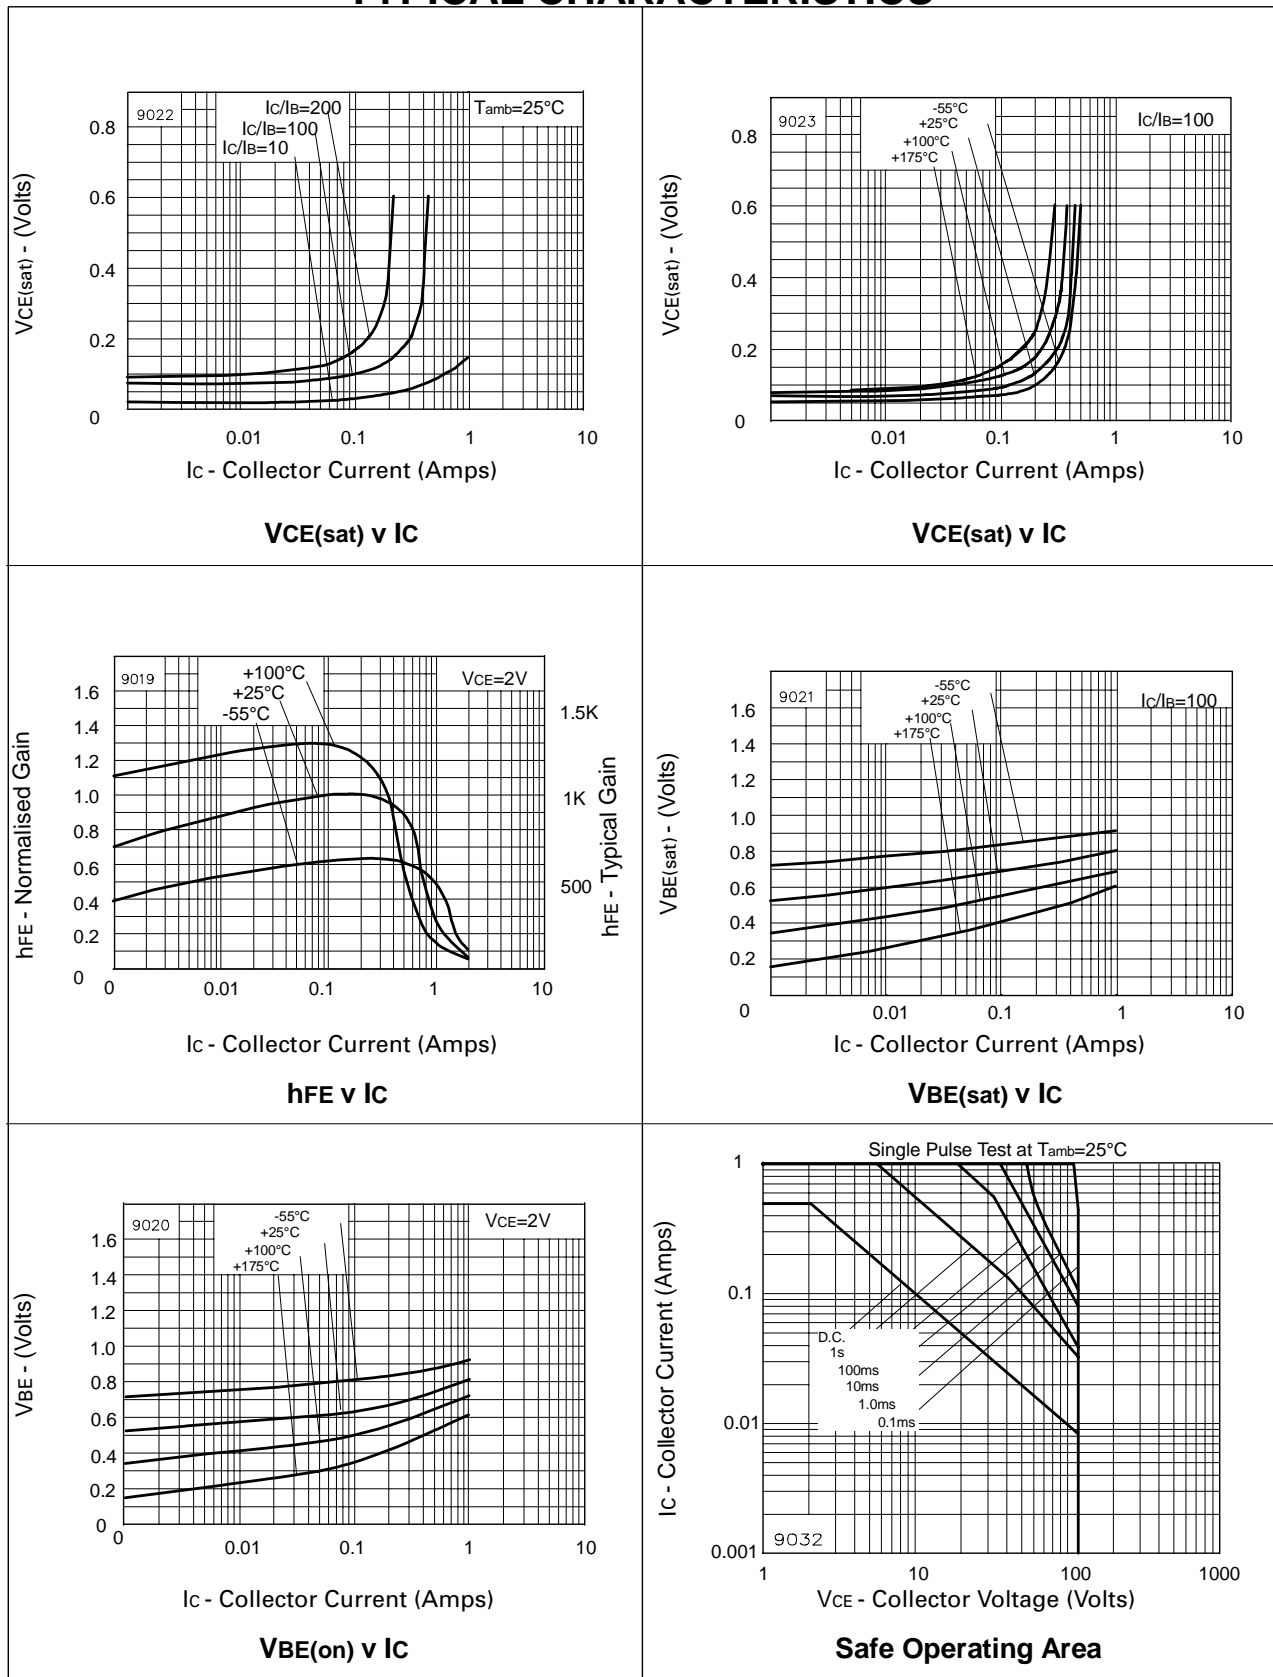 TYPICAL CHARACTERISTICS
9022
IC/IB=200
IC/IB=100
IC/IB=10
Tamb=25°C
VCE(sat) - (Volts)
0.8
0.6
0.4
0.2
0
0.01
0.1
1
10
IC - Collector Current (Amps)
VCE(sat) v IC
9023
-55°C
+25°C
+100°C
+175°C
IC/IB=100
VCE(sat) - (Volts)
0.8
0.6
0.4
0.2
0
0.01
0.1
1
10
IC - Collector Current (Amps)
VCE(sat) v IC
9019
+100°C
+25°C
-55°C
VCE=2V
hFE - Normalised Gain
1.6
1.4
1.2
1.0
0.8
0.6
0.4
0.2
0
1.5K
1K
500
hFE - Typical Gain
0
0.01
0.1
1
10
IC - Collector Current (Amps)
hFE v IC
9021
-55°C
+25°C
+100°C
+175°C
IC/IB=100
VBE(sat) - (Volts)
1.6
1.4
1.2
1.0
0.8
0.6
0.4
0.2
0
0.01
0.1
1
10
IC - Collector Current (Amps)
VBE(sat) v IC
9020
-55°C
+25°C
+100°C
+175°C
VCE=2V
VBE - (Volts)
1.6
1.4
1.2
1.0
0.8
0.6
0.4
0.2
0
0
0.01
0.1
1
10
IC - Collector Current (Amps)
VBE(on) v IC
Single Pulse Test at Tamb=25°C
IC - Collector Current (Amps)
1
0.1
0.01
0.001
D.C.
1s
100ms
10ms
1.0ms
0.1ms
9032
1
10
100
1000
VCE - Collector Voltage (Volts)
Safe Operating Area